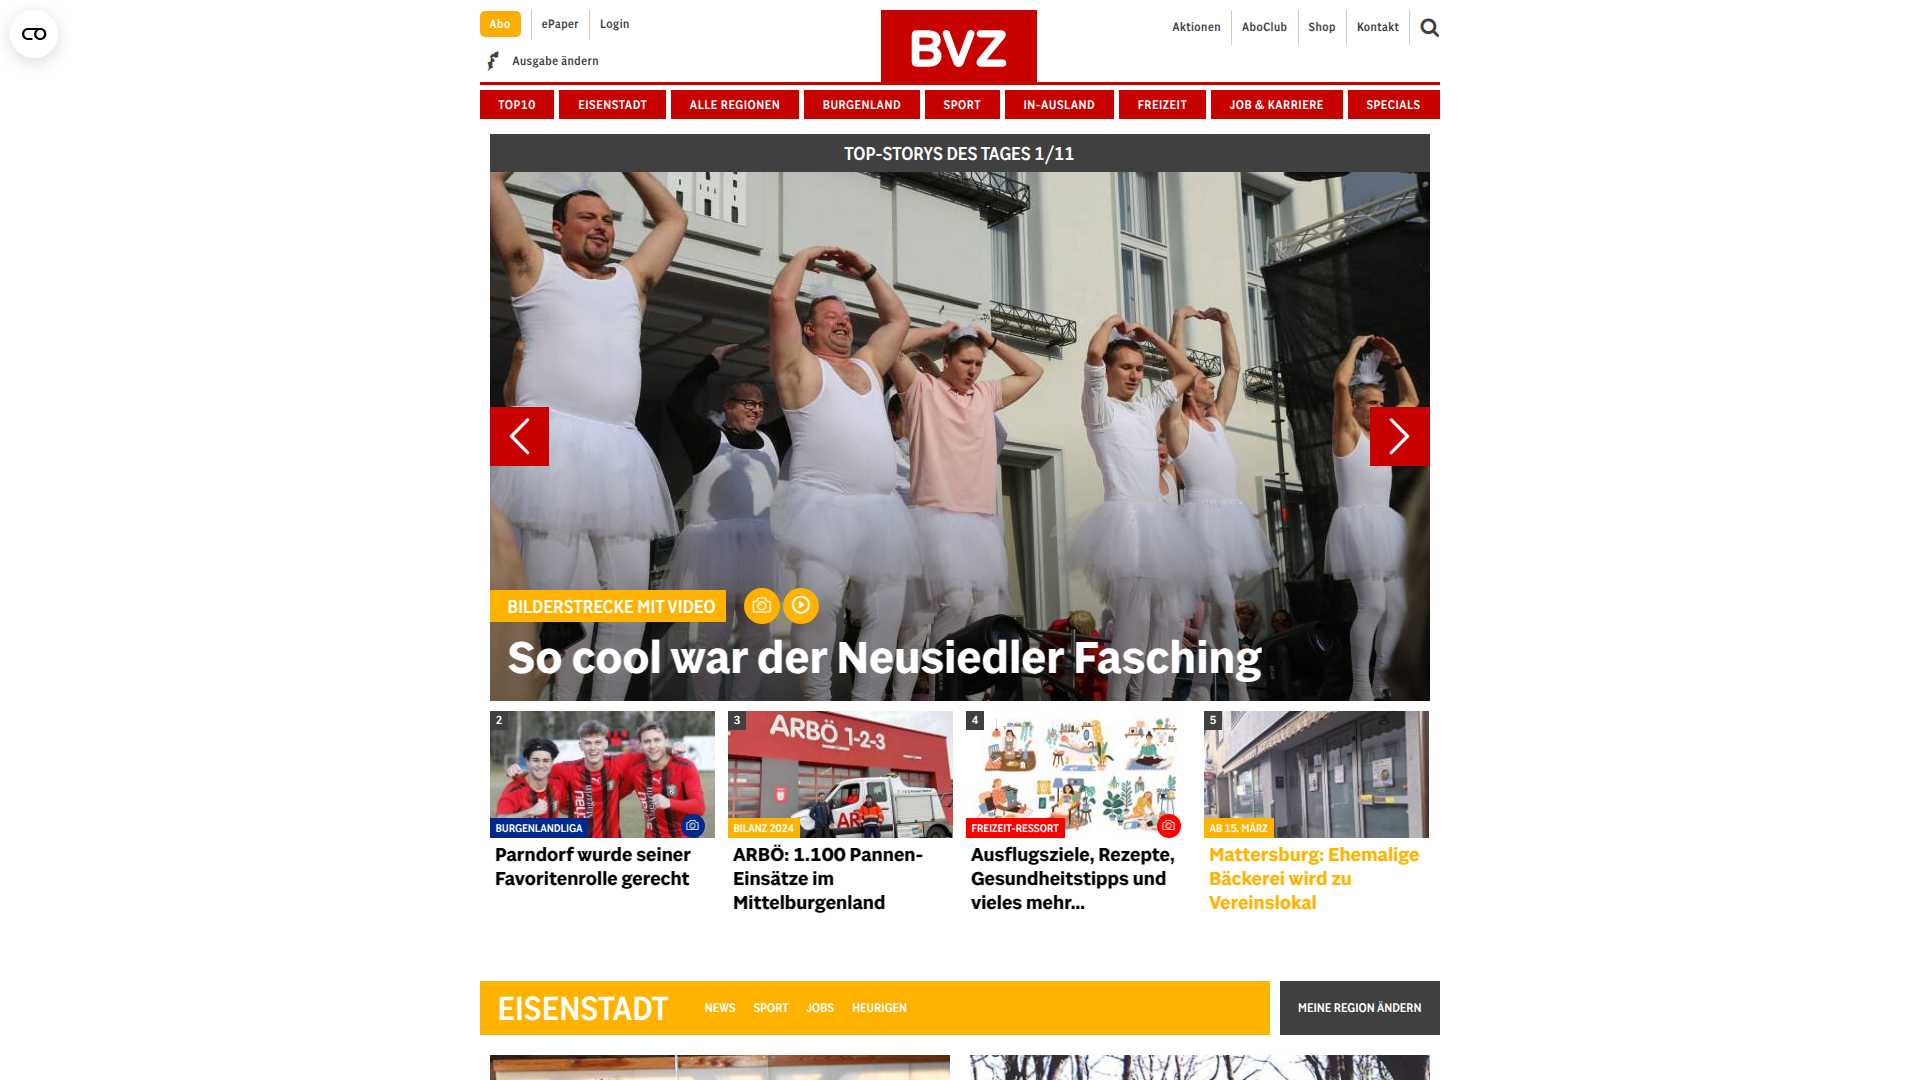 Abo
ePaper
Login
Ausgabe ändern
BVZ
Aktionen
AboClub
Shop
Kontakt
TOP10
EISENSTADT
ALLE REGIONEN
BURGENLAND
SPORT
IN-AUSLAND
FREIZEIT
JOB & KARRIERE
SPECIALS
TOP-STORYS DES TAGES 1/11
BILDERSTRECKE MIT VIDEO
So cool war der Neusiedler Fasching
2
BURGENLANDLIGA
Parndorf wurde seiner
Favoritenrolle gerecht
3
ARBÖ 1-2-3
BILANZ 2024
ARBÖ: 1.100 Pannen-
Einsätze im
Mittelburgenland
4
FREIZEIT-RESSORT
Ausflugsziele, Rezepte,
Gesundheitstipps und
vieles mehr...
5
AB 15. MÄRZ
Mattersburg: Ehemalige
Bäckerei wird zu
Vereinslokal
EISENSTADT
NEWS
SPORT
JOBS
HEURIGEN
MEINE REGION ÄNDERN